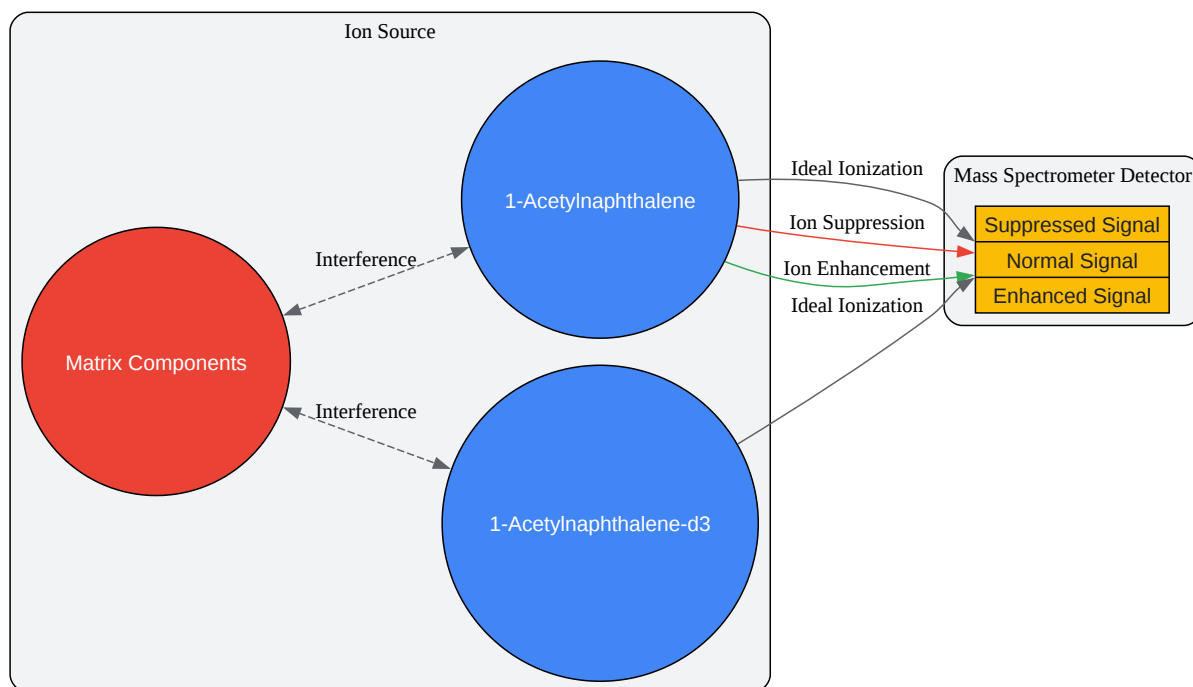 Ion Source
1-Acetylnaphthalene
Matrix Components
Interference
Interference
1-Acetylnaphthalene-d3
Ideal Ionization
Ion Suppression
Ion Enhancement
Ideal Ionization
Mass Spectrometer Detector
Suppressed Signal
Normal Signal
Enhanced Signal